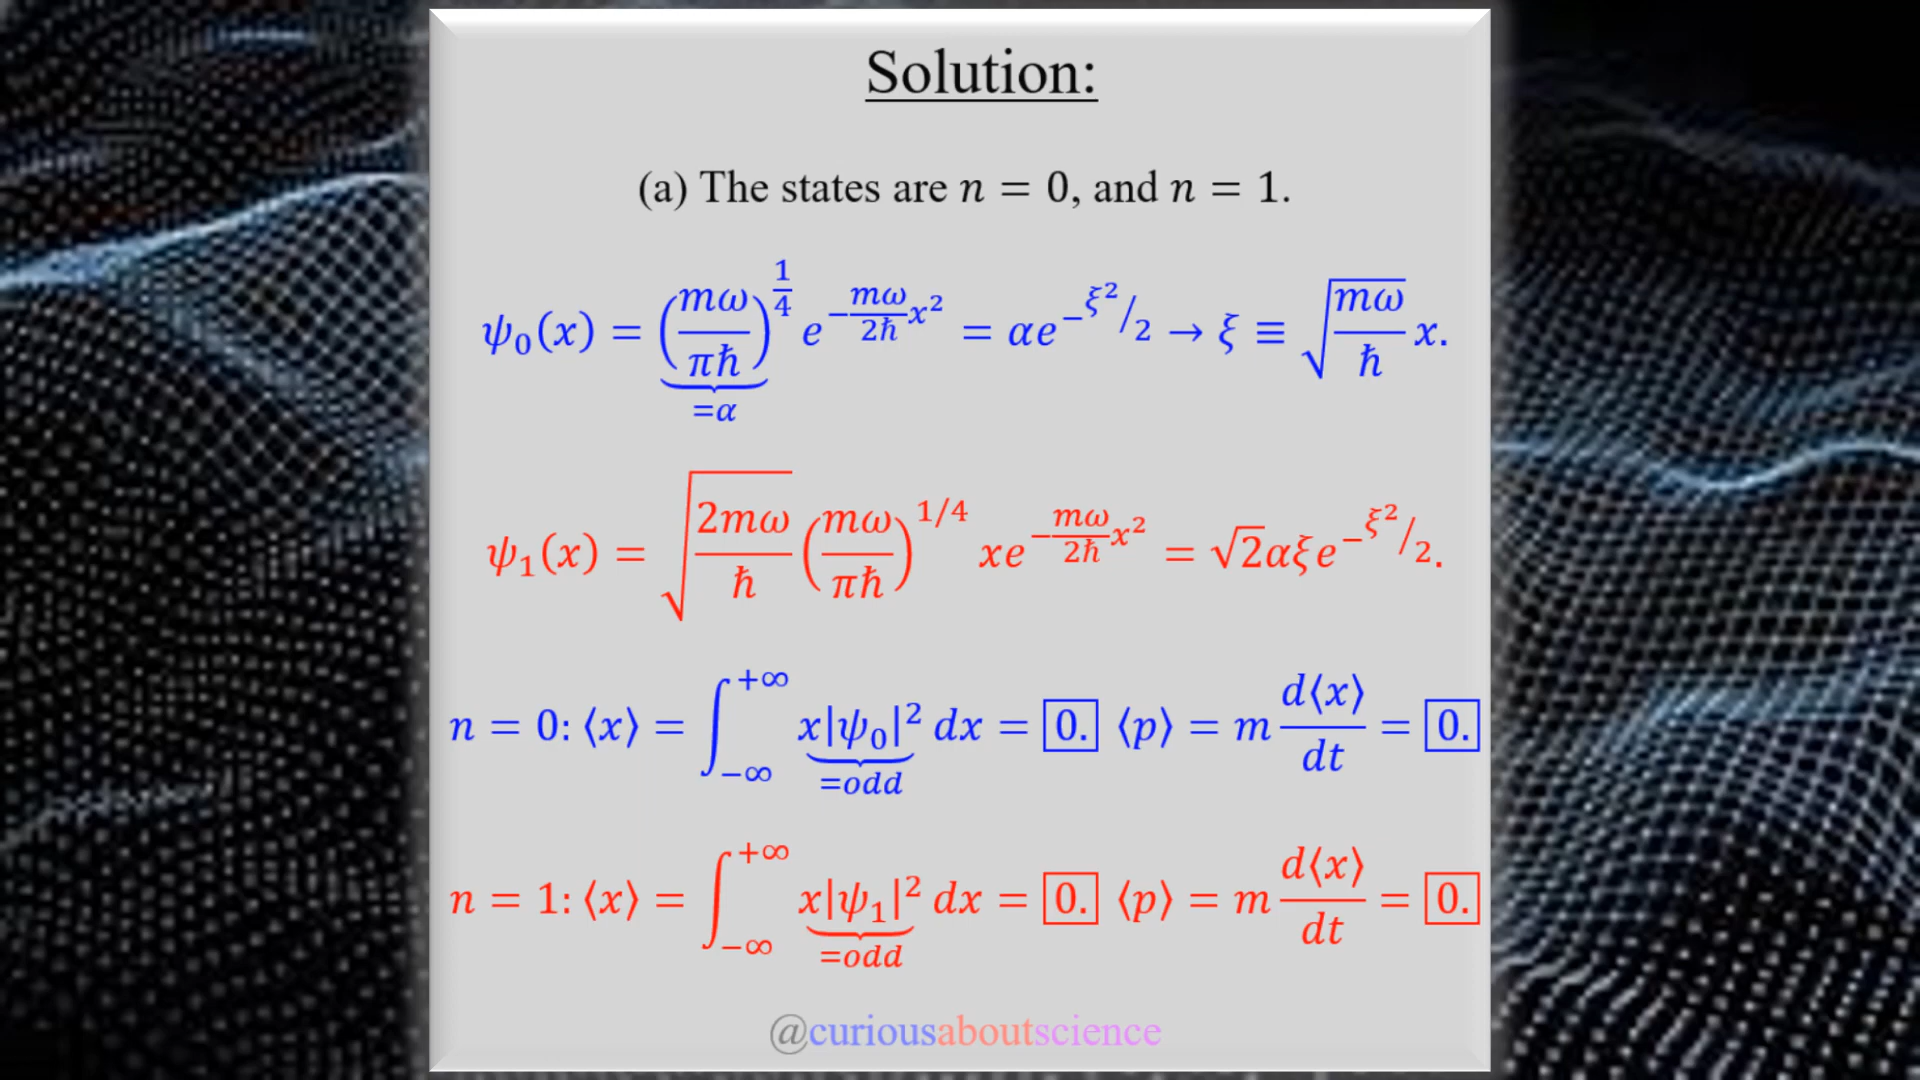 Solution:
(a) The states are n = 0, and n = 1.
ψ₀(x) = (mω/πħ)^{1/4} e^{−(mω/2ħ)x²} = αe^{−ξ²/2} → ξ ≡ √(mω/ħ) x.
=α
ψ₁(x) = √(2mω/ħ) (mω/πħ)^{1/4} xe^{−(mω/2ħ)x²} = √2αξe^{−ξ²/2}.
n = 0: ⟨x⟩ = ∫_{−∞}^{+∞} x|ψ₀|² dx = 0. ⟨p⟩ = m d⟨x⟩/dt = 0.
=odd
n = 1: ⟨x⟩ = ∫_{−∞}^{+∞} x|ψ₁|² dx = 0. ⟨p⟩ = m d⟨x⟩/dt = 0.
=odd
@curiousaboutscience